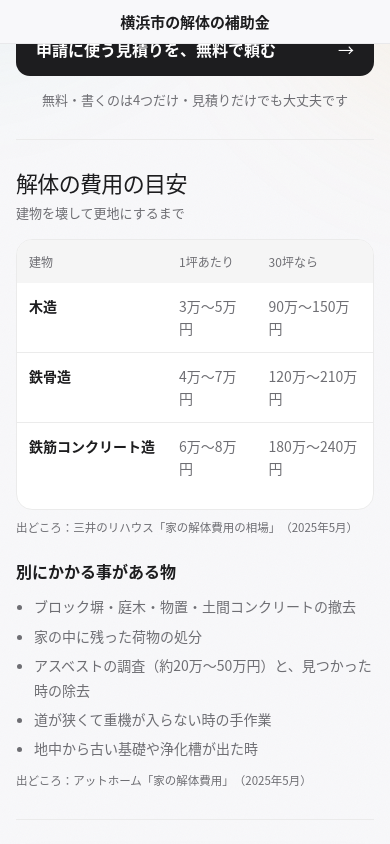 横浜市の解体の補助金
申請に使う見積りを、無料で頼む →
無料・書くのは4つだけ・見積りだけでも大丈夫です
解体の費用の目安
建物を壊して更地にするまで
建物 1坪あたり 30坪なら
木造 3万〜5万円 90万〜150万円
鉄骨造 4万〜7万円 120万〜210万円
鉄筋コンクリート造 6万〜8万円 180万〜240万円
出どころ：三井のリハウス「家の解体費用の相場」（2025年5月）
別にかかる事がある物
• ブロック塀・庭木・物置・土間コンクリートの撤去
• 家の中に残った荷物の処分
• アスベストの調査（約20万〜50万円）と、見つかった
時の除去
• 道が狭くて重機が入らない時の手作業
• 地中から古い基礎や浄化槽が出た時
出どころ：アットホーム「家の解体費用」（2025年5月）